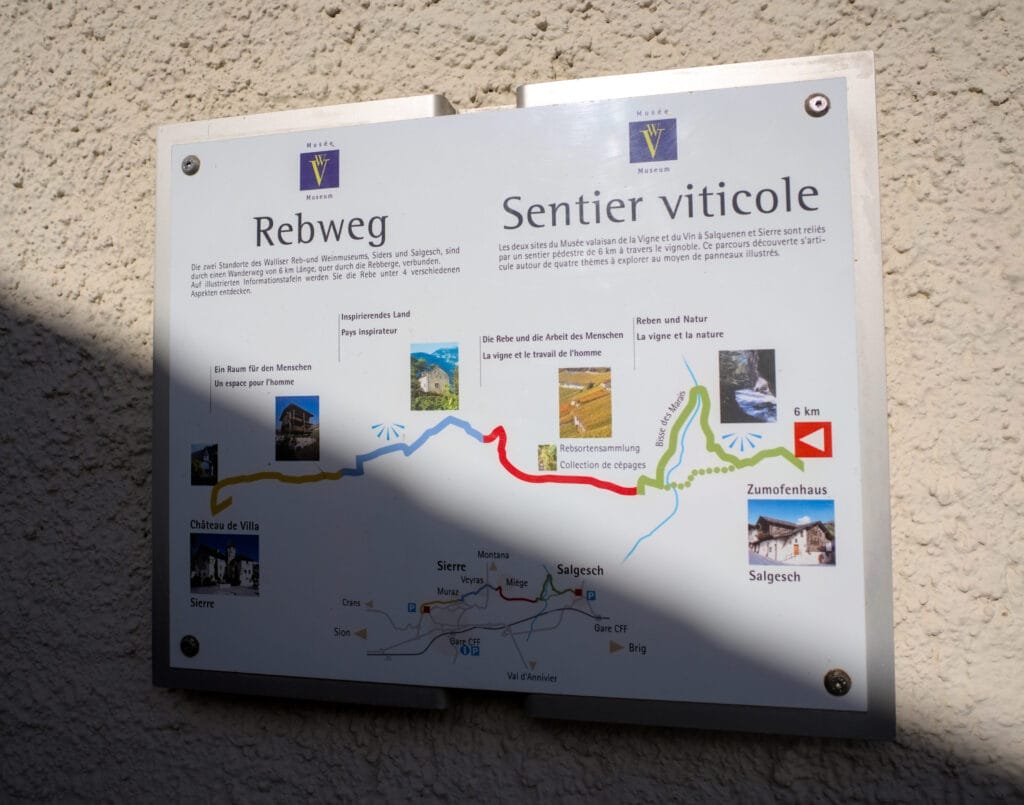 Musée
WV
Museum
Rebweg
Die zwei Standorte des Walliser Reb-und Weinmuseums, Siders und Salgesch, sind
durch einen Wanderweg von 6 km Länge, quer durch die Rebberge, verbunden.
Auf illustrierten Informationstafeln werden Sie die Rebe unter 4 verschiedenen
Aspekten entdecken.
Musée
WV
Museum
Sentier viticole
Les deux sites du Musée valaisan de la Vigne et du Vin à Salquenen et Sierre sont reliés
par un sentier pédestre de 6 km à travers le vignoble. Ce parcours découverte s'arti-
cule autour de quatre thèmes à explorer au moyen de panneaux illustrés.
Ein Raum für den Menschen
Un espace pour l'homme
Inspirierendes Land
Pays inspirateur
Die Rebe und die Arbeit des Menschen
La vigne et le travail de l'homme
Reben und Natur
La vigne et la nature
Rebsortensammlung
Collection de cépages
Bisse des Marais
6 km
Château de Villa
Sierre
Zumofenhaus
Salgesch
Montana
Sierre
Salgesch
Veyras
Miège
Muraz
P
P
Crans
Sion
Gare CFF
i P
Gare CFF
Brig
Val d'Annivier